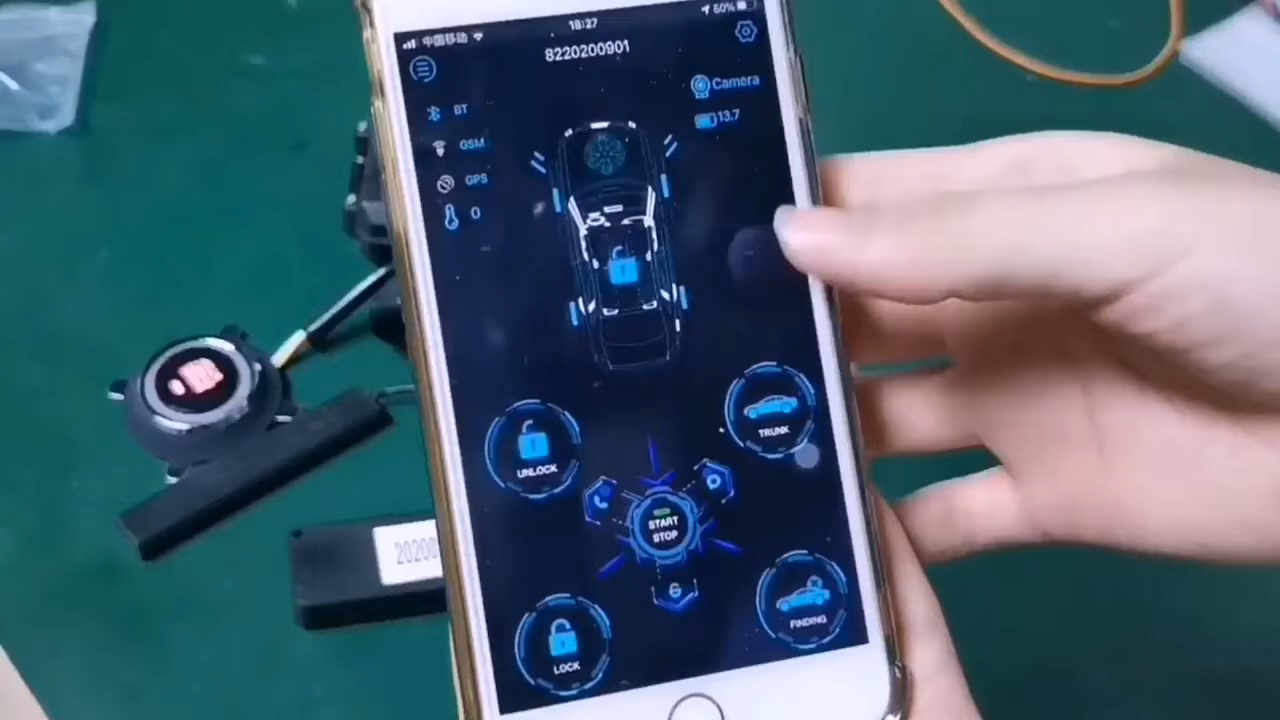 中国移动
18:27
50%
8220200901
Camera
BT
13.7
GSM
GPS
0
TRUNK
UNLOCK
START
STOP
FINDING
LOCK
20200